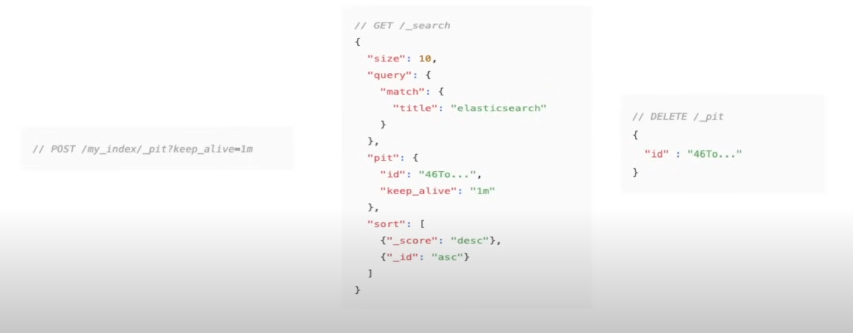 // POST /my_index/_pit?keep_alive=1m
// GET /_search
{
"size": 10,
"query": {
"match": {
"title": "elasticsearch"
}
},
"pit": {
"id": "46To...",
"keep_alive": "1m"
},
"sort": [
{"_score": "desc"},
{"_id": "asc"}
]
}
// DELETE /_pit
{
"id" : "46To..."
}